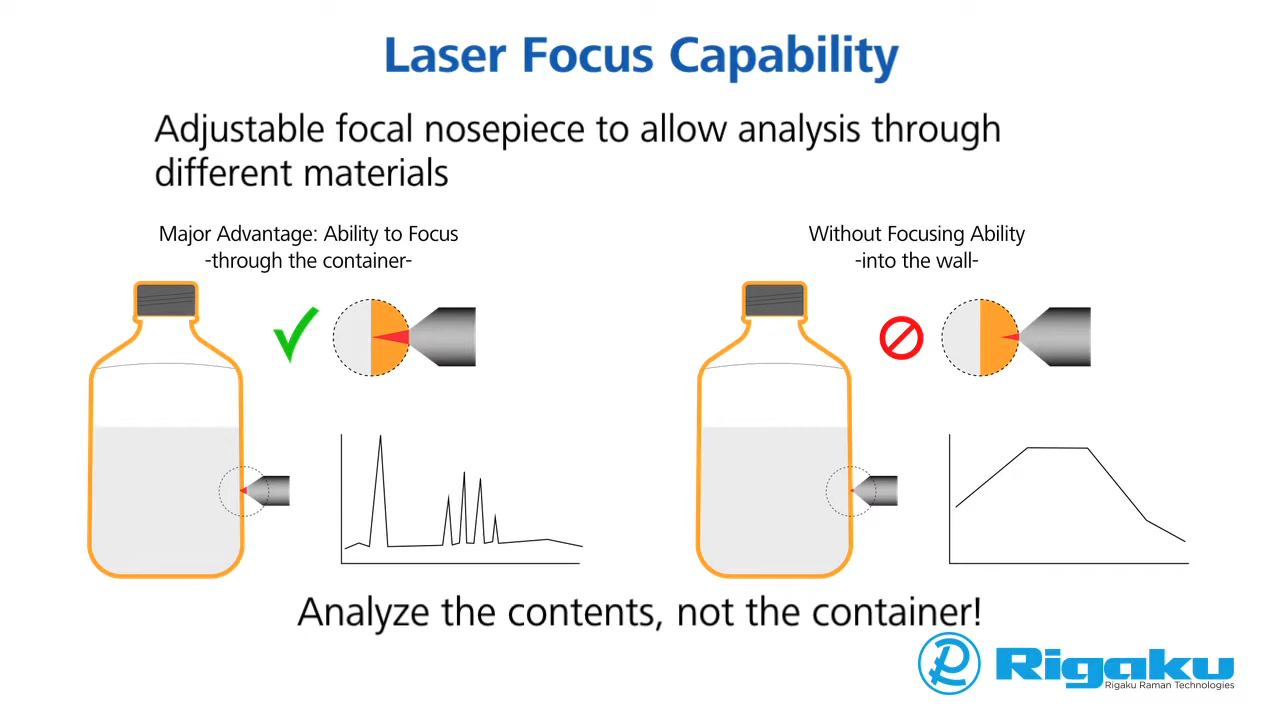 Laser Focus Capability
Adjustable focal nosepiece to allow analysis through
different materials
Major Advantage: Ability to Focus
-through the container-
Without Focusing Ability
-into the wall-
Analyze the contents, not the container!
Rigaku
Rigaku Raman Technologies